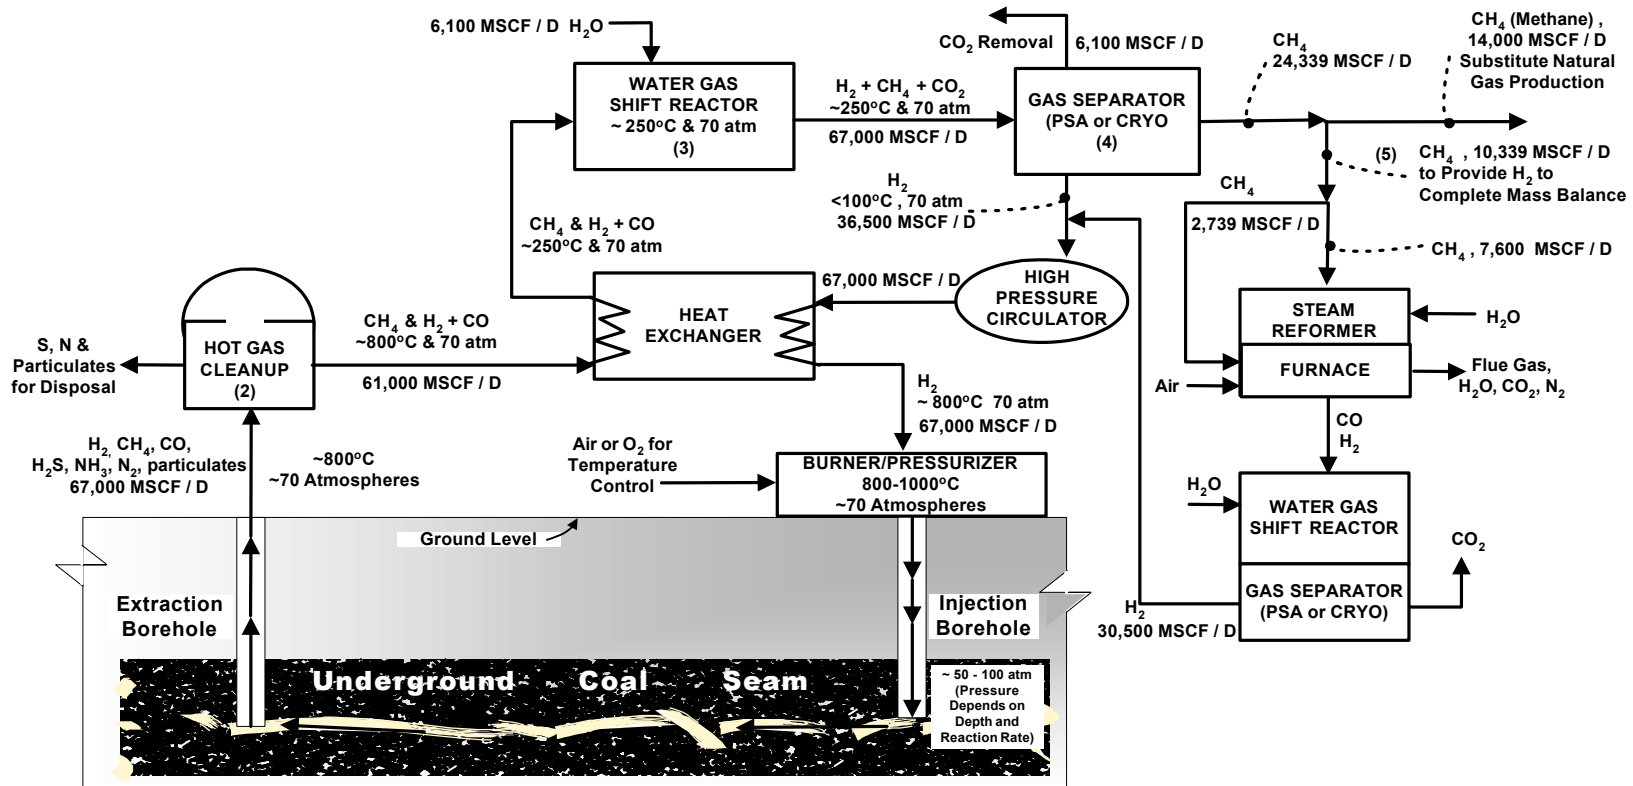 6,100 MSCF / D H2O
WATER GAS
SHIFT REACTOR
~ 250°C & 70 atm
(3)
H2 + CH4 + CO2
~250°C & 70 atm
67,000 MSCF / D
CO2 Removal
6,100 MSCF / D
GAS SEPARATOR
(PSA or CRYO
(4)
CH4
24,339 MSCF / D
CH4 (Methane) ,
14,000 MSCF / D
Substitute Natural
Gas Production
(5)
CH4 , 10,339 MSCF / D
to Provide H2 to
Complete Mass Balance
H2
<100°C , 70 atm
36,500 MSCF / D
CH4
2,739 MSCF / D
CH4 , 7,600 MSCF / D
CH4 & H2 + CO
~250°C & 70 atm
HEAT
EXCHANGER
67,000 MSCF / D
HIGH
PRESSURE
CIRCULATOR
STEAM
REFORMER
H2O
FURNACE
Air
Flue Gas,
H2O, CO2, N2
S, N &
Particulates
for Disposal
HOT GAS
CLEANUP
(2)
CH4 & H2 + CO
~800°C & 70 atm
61,000 MSCF / D
H2
~ 800°C 70 atm
67,000 MSCF / D
CO
H2
H2, CH4, CO,
H2S, NH3, N2, particulates
67,000 MSCF / D
~800°C
~70 Atmospheres
Air or O2 for
Temperature
Control
BURNER/PRESSURIZER
800-1000°C
~70 Atmospheres
H2O
WATER GAS
SHIFT REACTOR
CO2
GAS SEPARATOR
(PSA or CRYO)
H2
30,500 MSCF / D
Ground Level
Extraction
Borehole
Injection
Borehole
Underground Coal Seam
~ 50 - 100 atm
(Pressure
Depends on
Depth and
Reaction Rate)